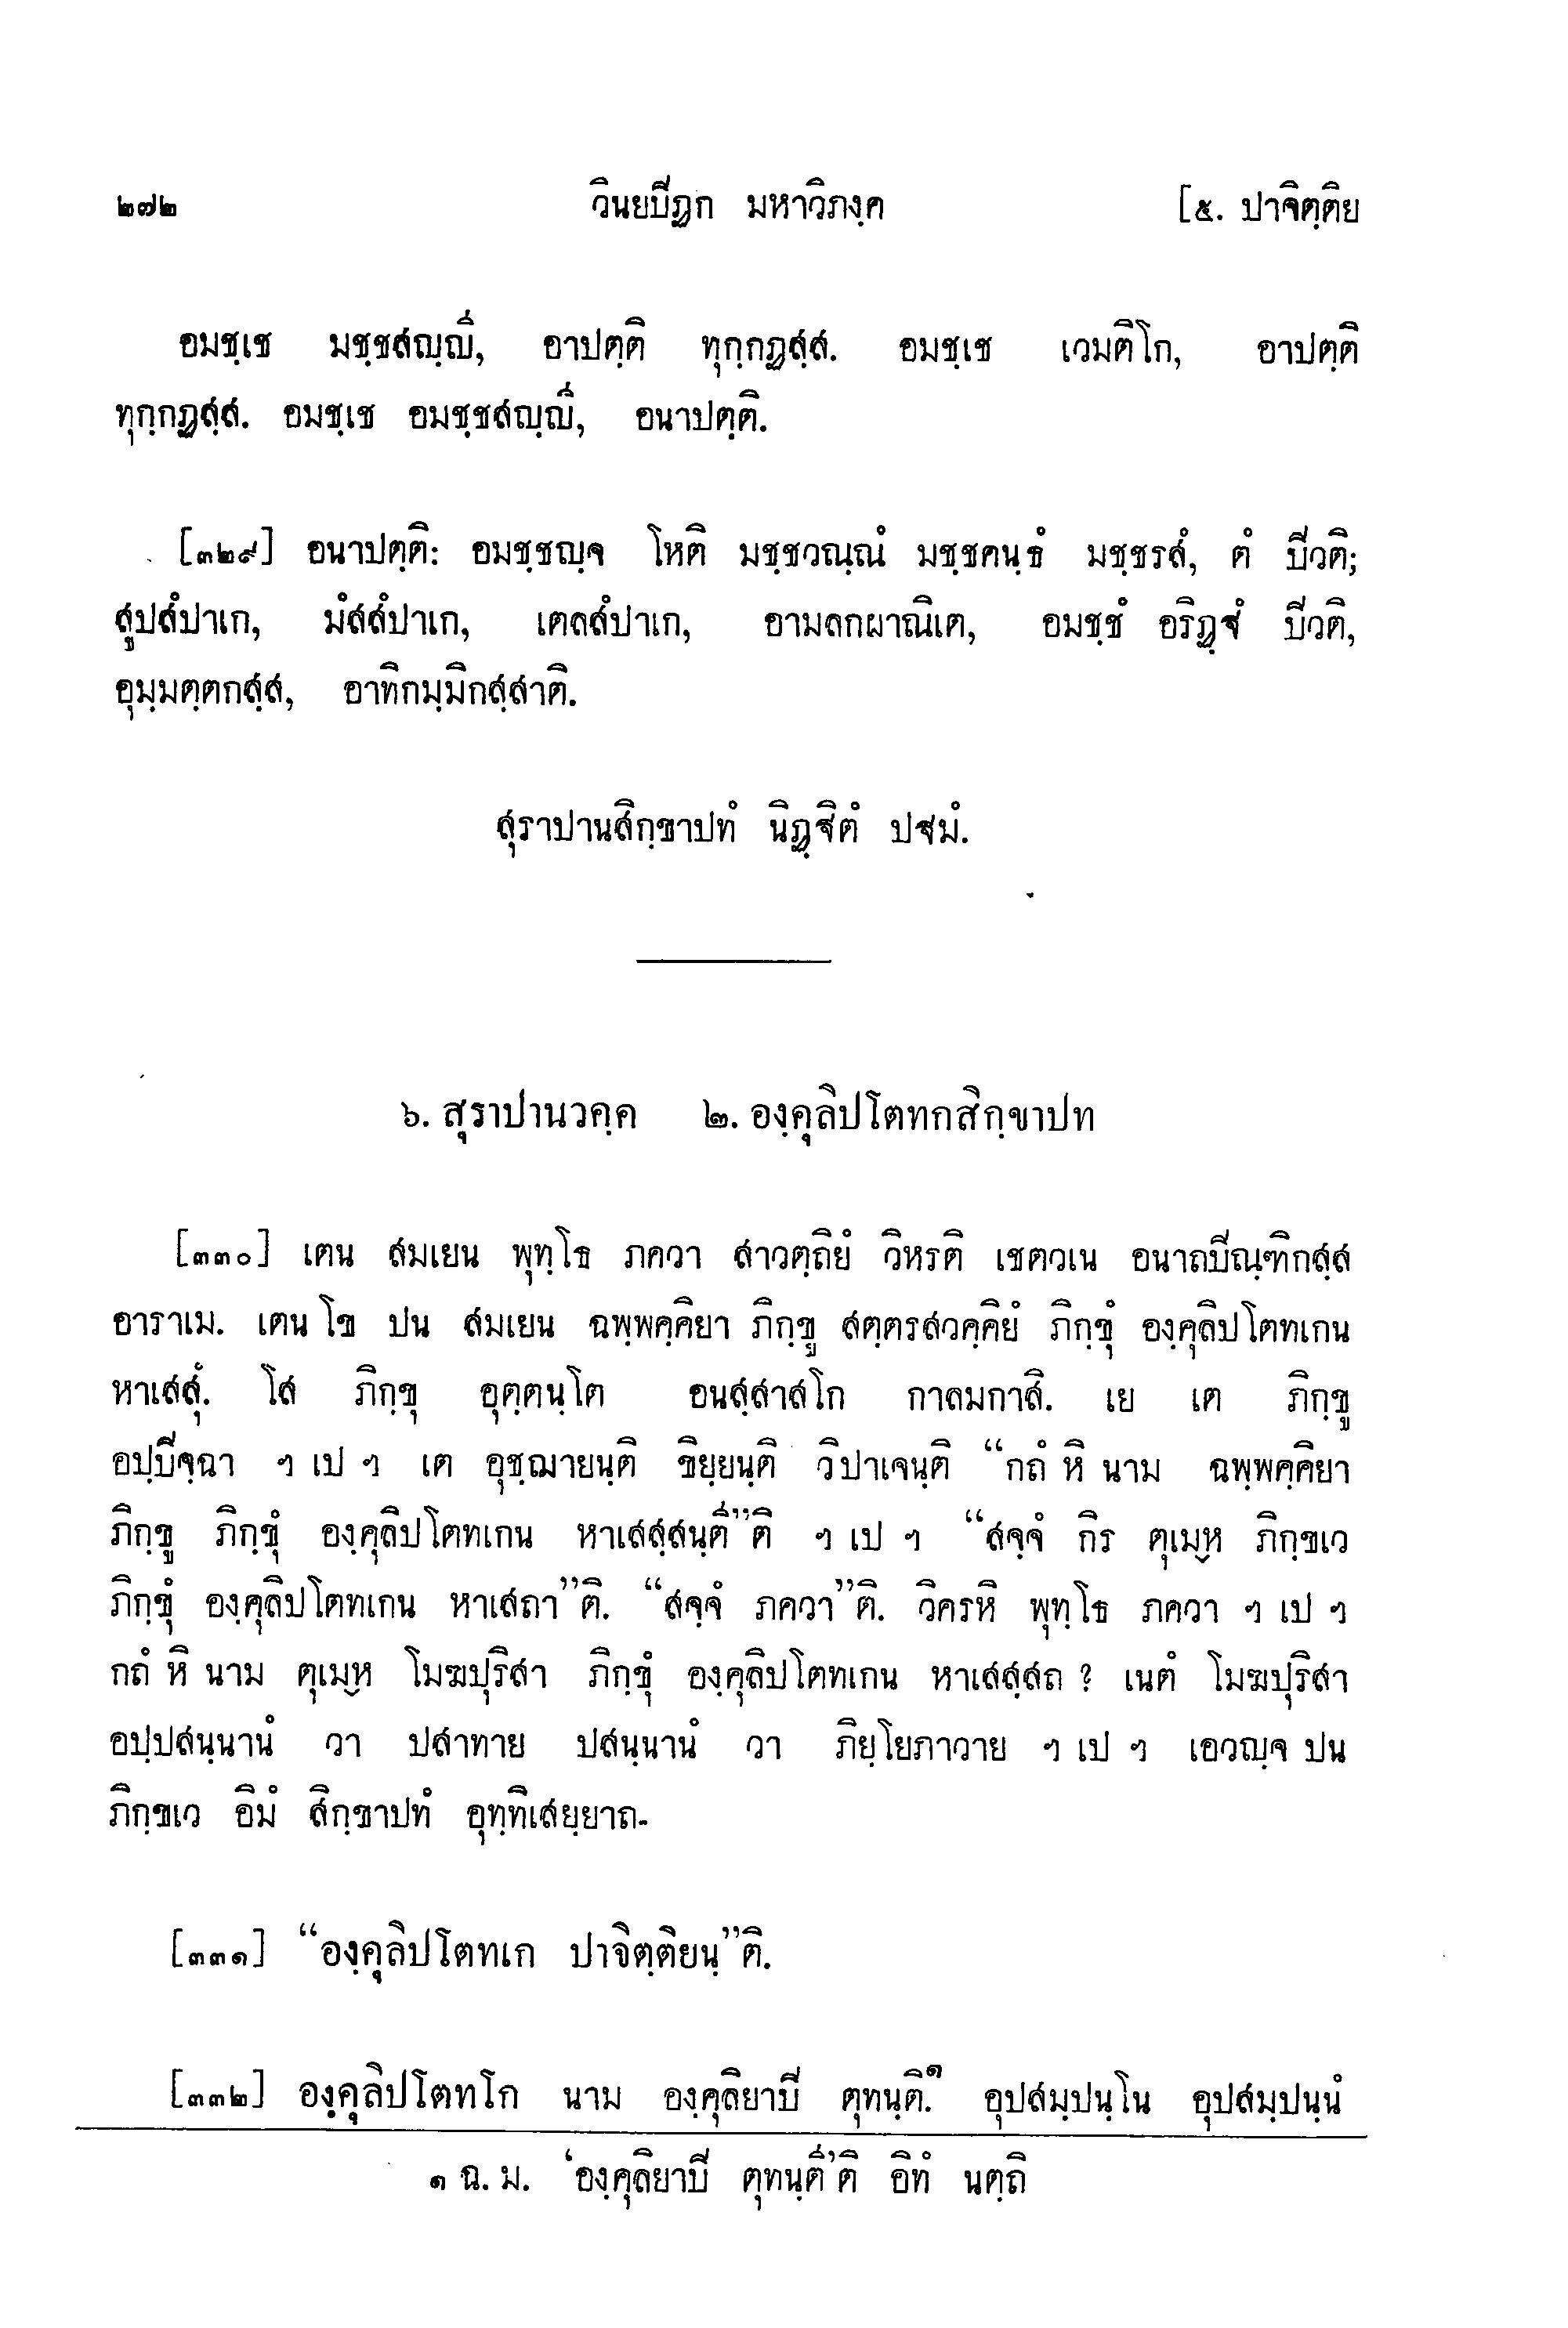 ๒๗๒ วินยปิฏก มหาวิภงฺค [๕. ปาจิตฺติย
อมชฺเช มชฺชสญฺญี, อาปตฺติ ทุกฺกฏสฺส. อมชฺเช เวมติโก, อาปตฺติ
ทุกฺกฏสฺส. อมชฺเช อมชฺชสญฺญี, อนาปตฺติ.
[๓๒๙] อนาปตฺติ: อมชฺชญฺจ โหติ มชฺชวณฺณํ มชฺชคนฺธํ มชฺชรสํ, ตํ ปิวติ;
สูปสํปาเก, มํสสํปาเก, เตลสํปาเก, อามลกผาณิเต, อมชฺชํ อริฏฺฐํ ปิวติ,
อุมฺมตฺตกสฺส, อาทิกมฺมิกสฺสาติ.
สุราปานสิกฺขาปทํ นิฏฺฐิตํ ปฐมํ.
๖. สุราปานวคฺค ๒. องฺคุลิปโตทกสิกฺขาปท
[๓๓๐] เตน สมเยน พุทฺโธ ภควา สาวตฺถิยํ วิหรติ เชตวเน อนาถปิณฺฑิกสฺส
อาราเม. เตน โข ปน สมเยน ฉพฺพคฺคิยา ภิกฺขู สตฺตรสวคฺคิยํ ภิกฺขุํ องฺคุลิปโตทเกน
หาเสสุํ. โส ภิกฺขุ อุตฺตนฺโต อนสฺสาสโก กาลมกาสิ. เย เต ภิกฺขู
อปฺปิจฺฉา ฯ เป ฯ เต อุชฺฌายนฺติ ขิยฺยนฺติ วิปาเจนฺติ “กถํ หิ นาม ฉพฺพคฺคิยา
ภิกฺขู ภิกฺขุํ องฺคุลิปโตทเกน หาเสสฺสนฺตี”ติ ฯ เป ฯ “สจฺจํ กิร ตุเมฺห ภิกฺขเว
ภิกฺขุํ องฺคุลิปโตทเกน หาเสถา”ติ. “สจฺจํ ภควา”ติ. วิครหิ พุทฺโธ ภควา ฯ เป ฯ
กถํ หิ นาม ตุเมฺห โมฆปุริสา ภิกฺขุํ องฺคุลิปโตทเกน หาเสสฺสถ ? เนตํ โมฆปุริสา
อปฺปสนฺนานํ วา ปสาทาย ปสนฺนานํ วา ภิยฺโยภาวาย ฯ เป ฯ เอวญฺจ ปน
ภิกฺขเว อิมํ สิกฺขาปทํ อุทฺทิเสยฺยาถ-
[๓๓๑] “องฺคุลิปโตทเก ปาจิตฺติยนฺ”ติ.
[๓๓๒] องฺคุลิปโตทโก นาม องฺคุลิยาปิ ตุทนฺติ.๑ อุปสมฺปนฺโน อุปสมฺปนฺนํ
๑ ฉ. ม. ‘องฺคุลิยาปิ ตุทนฺตี’ติ อิทํ นตฺถิ